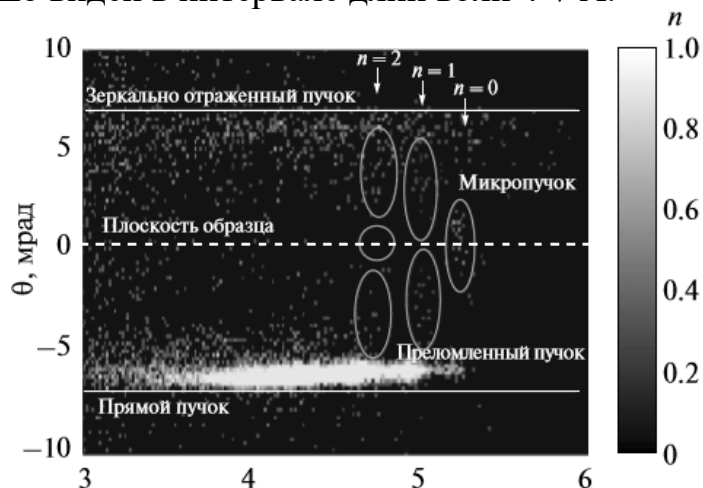 n
10
n = 2
n = 1
n = 0
1.0
Зеркально отраженный пучок
0.8
5
Микропучок
0.6
Плоскость образца
θ, мрад
0
0.4
−5
Преломленный пучок
0.2
Прямой пучок
−10
0
3 4 5 6